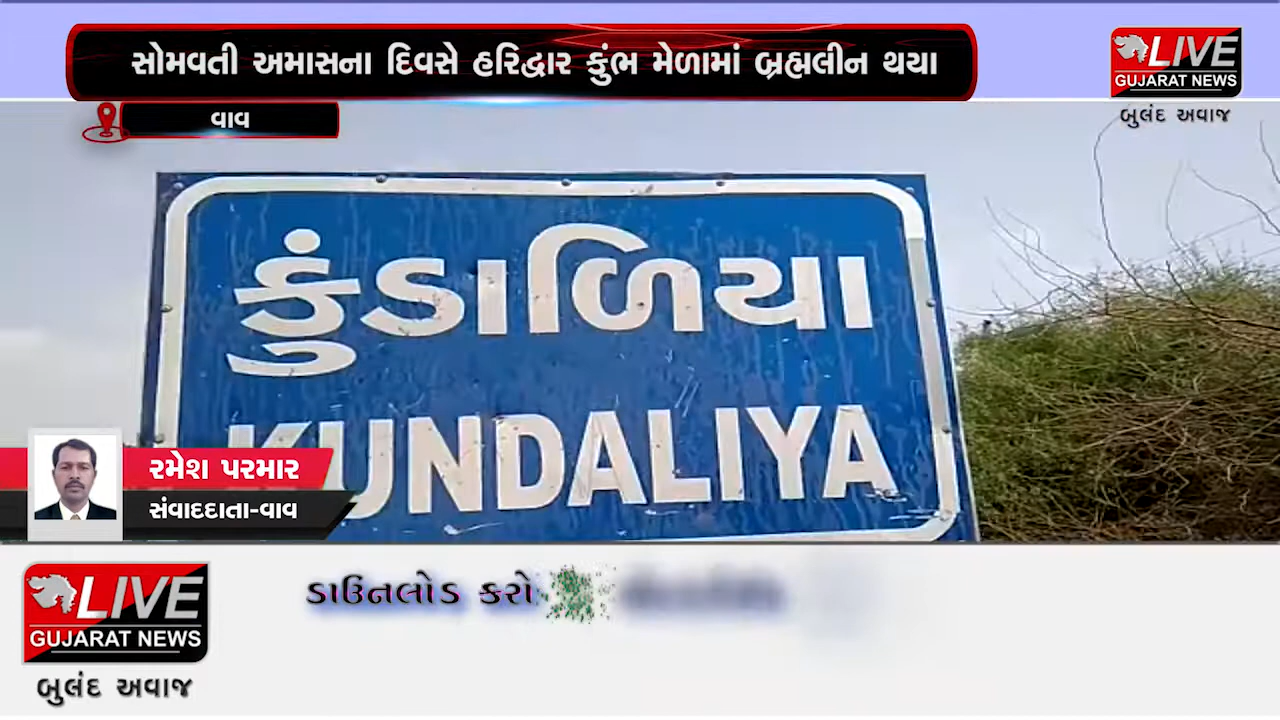 સોમવતી અમાસના દિવસે હરિદ્વાર કુંભ મેળામાં બ્રહ્મલીન થયા
LIVE
GUJARAT NEWS
બુલંદ અવાજ
વાવ
કુંડાળિયા
KUNDALIYA
રમેશ પરમાર
સંવાદદાતા-વાવ
LIVE
GUJARAT NEWS
બુલંદ અવાજ
ડાઉનલોડ કરો